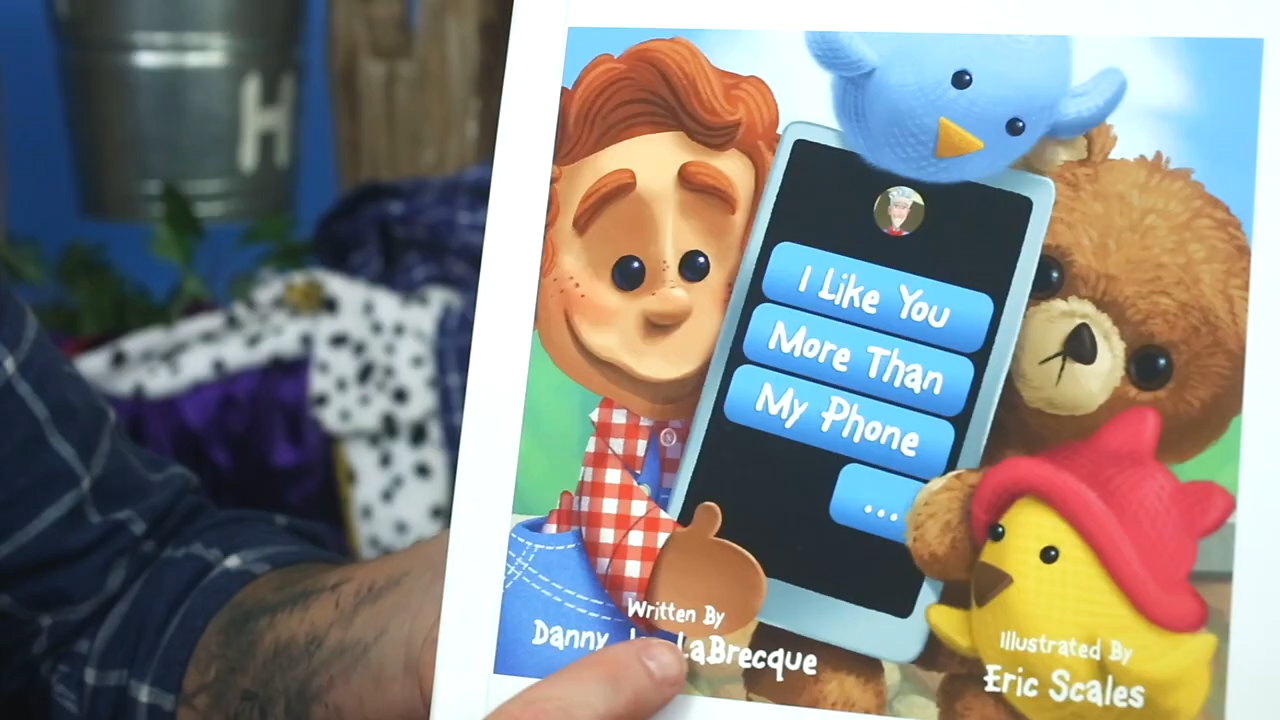 H
I Like You
More Than
My Phone
...
Written By
Danny LaBrecque
Illustrated By
Eric Scales